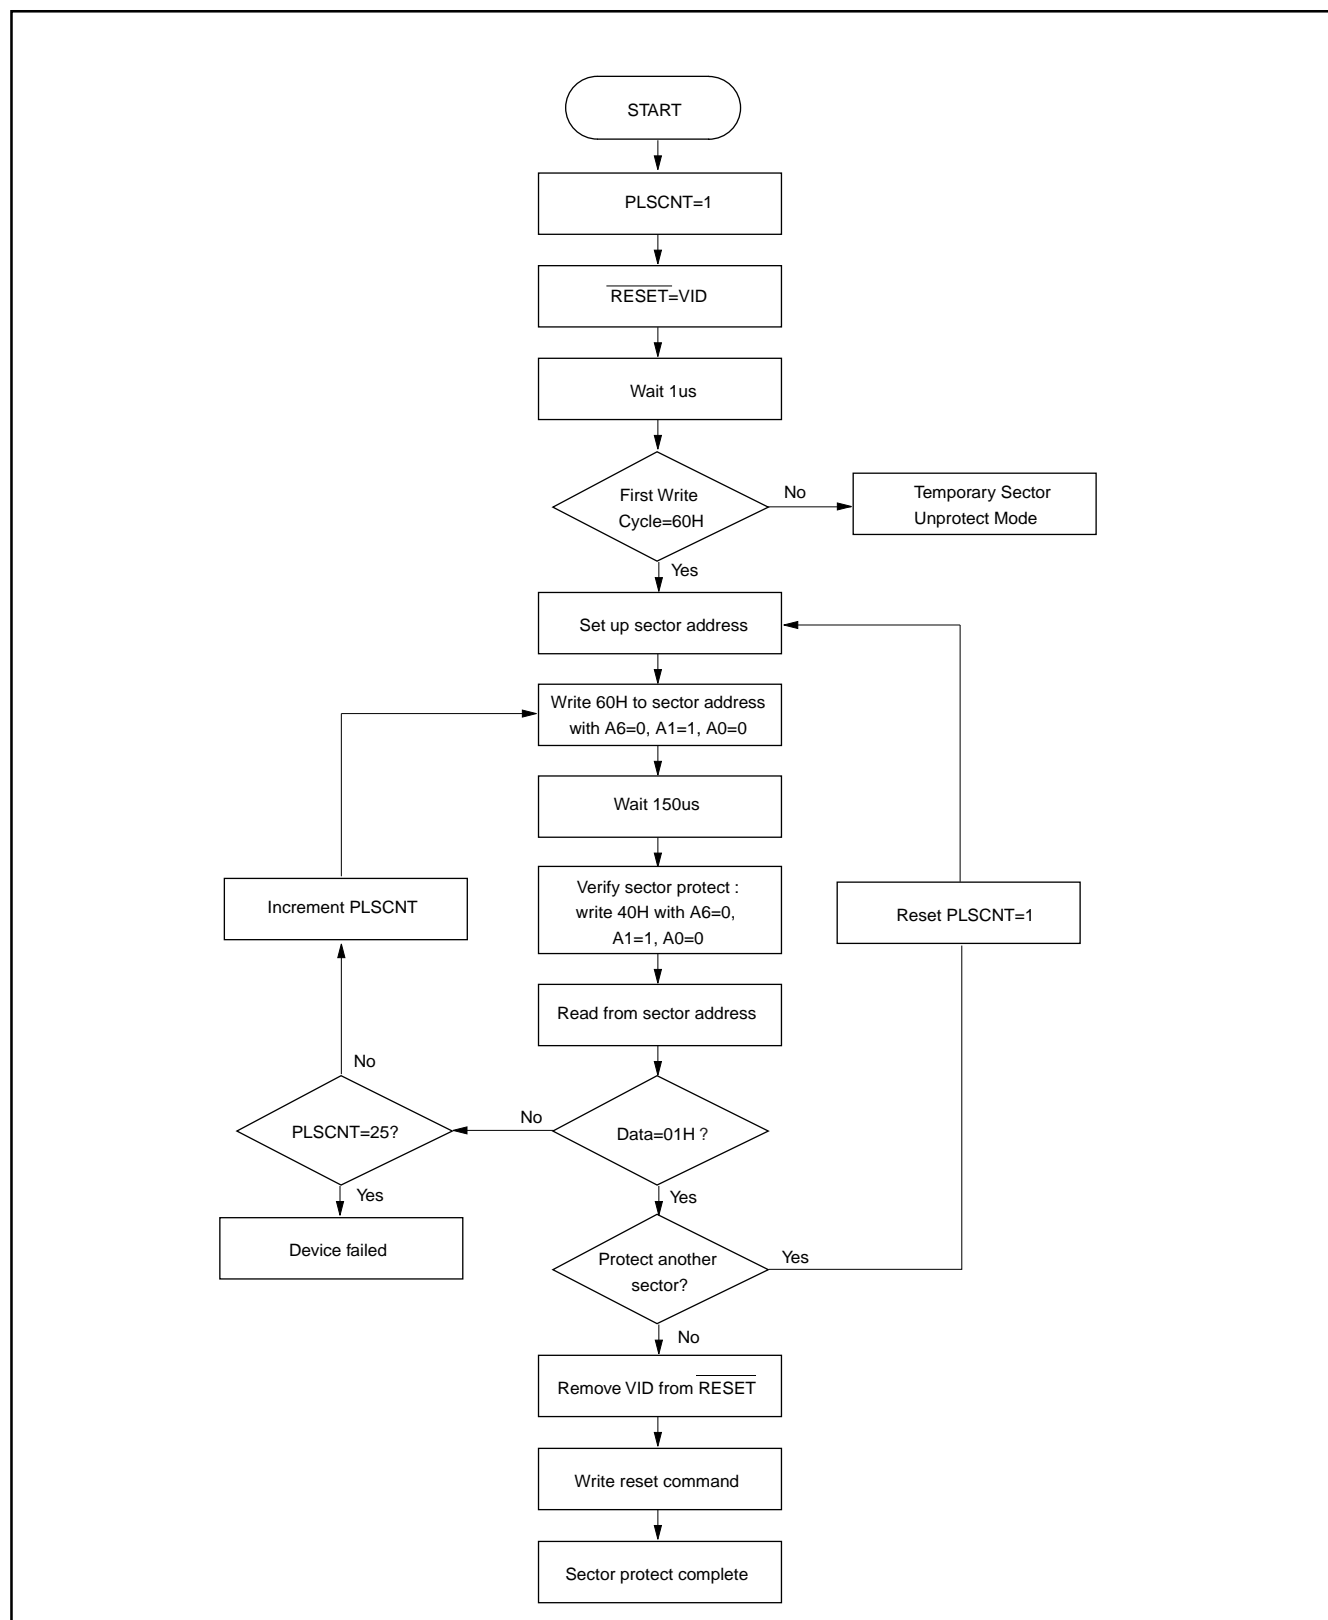 START
PLSCNT=1
RESET=VID
Wait 1us
First Write
Cycle=60H
No
Temporary Sector
Unprotect Mode
Yes
Set up sector address
Write 60H to sector address
with A6=0, A1=1, A0=0
Wait 150us
Verify sector protect :
write 40H with A6=0,
A1=1, A0=0
Increment PLSCNT
Reset PLSCNT=1
Read from sector address
No
PLSCNT=25?
No
Data=01H ?
Yes
Yes
Device failed
Protect another
sector?
Yes
No
Remove VID from RESET
Write reset command
Sector protect complete